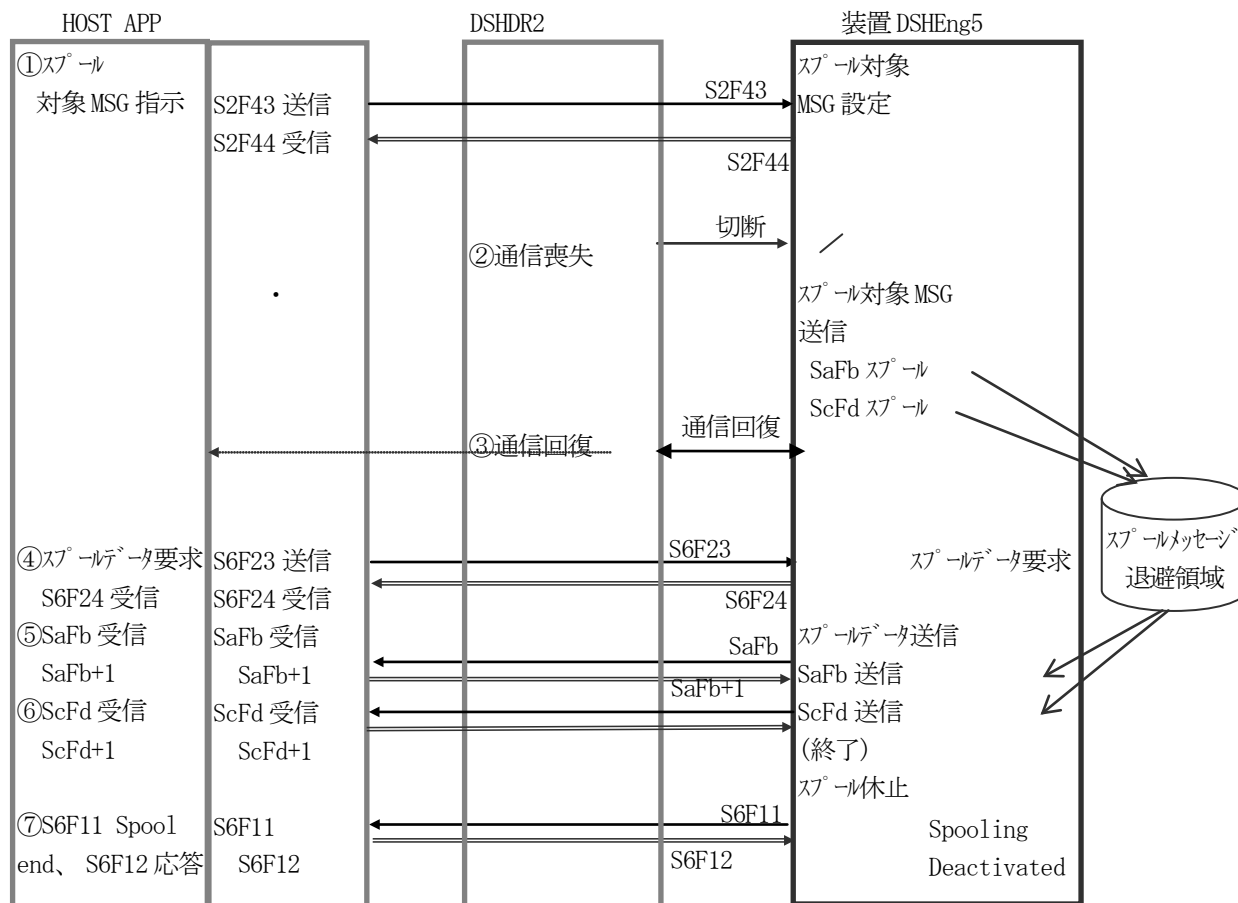 HOST APP DSHDR2 装置 DSHEng5
①ｽﾌﾟｰﾙ ｽﾌﾟｰﾙ対象
対象 MSG 指示 S2F43 送信 S2F43 MSG 設定
S2F44 受信 S2F44
切断
②通信喪失
ｽﾌﾟｰﾙ対象 MSG
送信
SaFb ｽﾌﾟｰﾙ
ScFd ｽﾌﾟｰﾙ
③通信回復 通信回復
ｽﾌﾟｰﾙメッセージ
退避領域
④ｽﾌﾟｰﾙﾃﾞｰﾀ要求 S6F23 送信 S6F23 ｽﾌﾟｰﾙﾃﾞｰﾀ要求
S6F24 受信 S6F24 受信 S6F24
⑤SaFb 受信 SaFb 受信 SaFb ｽﾌﾟｰﾙﾃﾞｰﾀ送信
SaFb+1 SaFb+1 SaFb+1 SaFb 送信
⑥ScFd 受信 ScFd 受信 ScFd 送信
ScFd+1 ScFd+1 (終了)
ｽﾌﾟｰﾙ休止
⑦S6F11 Spool S6F11 S6F11 Spooling
end、 S6F12 応答 S6F12 S6F12 Deactivated